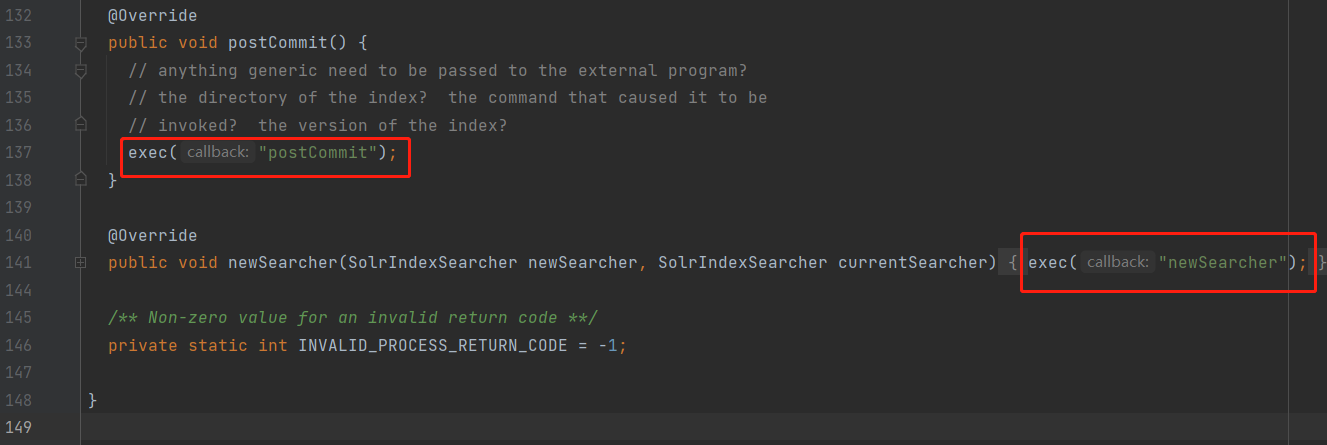 132 @Override
133 public void postCommit() {
134 // anything generic need to be passed to the external program?
135 // the directory of the index?  the command that caused it to be
136 // invoked?  the version of the index?
137 exec( callback: "postCommit");
138 }
139
140 @Override
141 public void newSearcher(SolrIndexSearcher newSearcher, SolrIndexSearcher currentSearcher) { exec( callback: "newSearcher"); }
144
145 /** Non-zero value for an invalid return code **/
146 private static int INVALID_PROCESS_RETURN_CODE = -1;
147
148 }
149